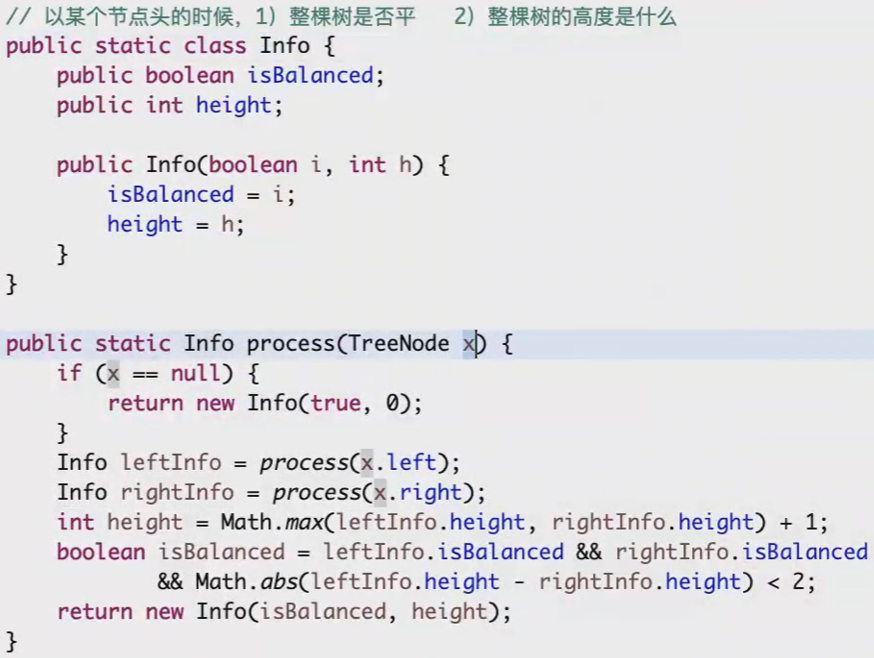 // 以某个节点头的时候，1）整棵树是否平　2）整棵树的高度是什么
public static class Info {
    public boolean isBalanced;
    public int height;

    public Info(boolean i, int h) {
        isBalanced = i;
        height = h;
    }
}

public static Info process(TreeNode x) {
    if (x == null) {
        return new Info(true, 0);
    }
    Info leftInfo = process(x.left);
    Info rightInfo = process(x.right);
    int height = Math.max(leftInfo.height, rightInfo.height) + 1;
    boolean isBalanced = leftInfo.isBalanced && rightInfo.isBalanced
            && Math.abs(leftInfo.height - rightInfo.height) < 2;
    return new Info(isBalanced, height);
}